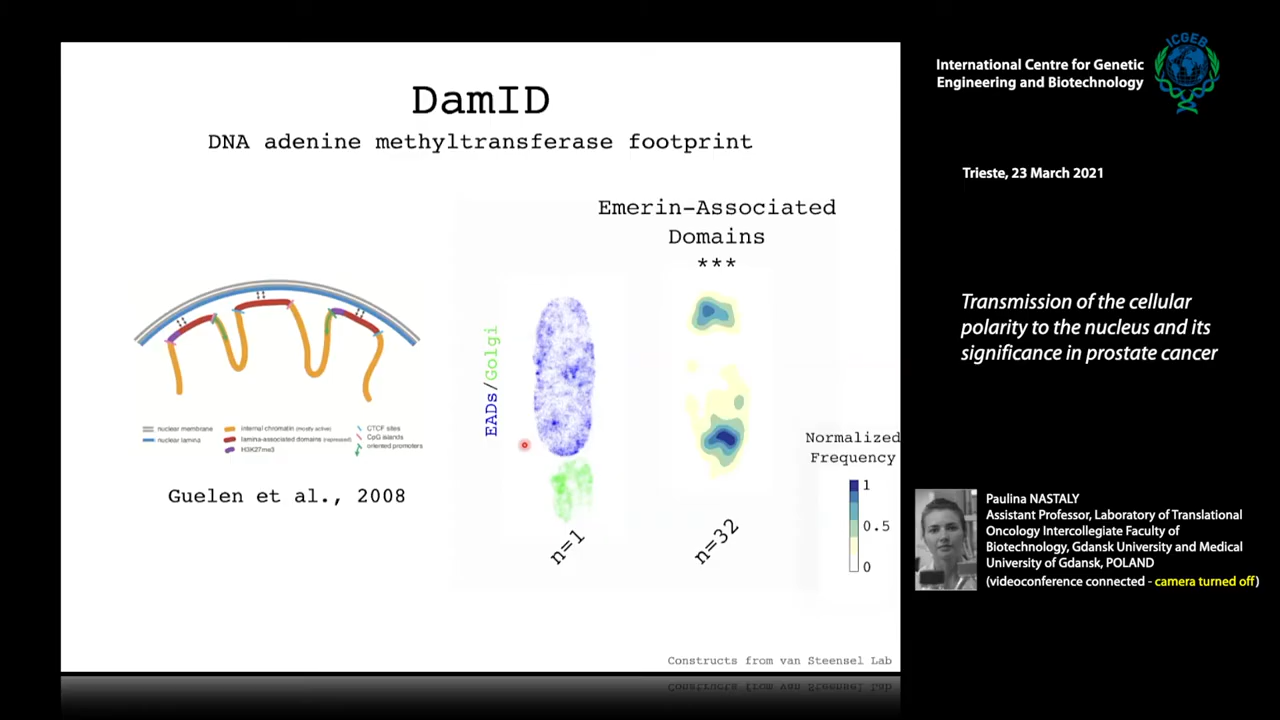 DamID
DNA adenine methyltransferase footprint
Emerin-Associated
Domains
***
EADs/Golgi
nuclear membrane
nuclear lamina
internal chromatin (mostly active)
lamina-associated domains (repressed)
H3K27me3
CTCF sites
CpG islands
oriented promoters
Guelen et al., 2008
n=1
n=32
Normalized
Frequency
1
0.5
0
Constructs from van Steensel Lab
Constructs from van Steensel Lab
International Centre for Genetic
Engineering and Biotechnology
ICGEB
Trieste, 23 March 2021
Transmission of the cellular
polarity to the nucleus and its
significance in prostate cancer
Paulina NASTALY
Assistant Professor, Laboratory of Translational
Oncology Intercollegiate Faculty of
Biotechnology, Gdansk University and Medical
University of Gdansk, POLAND
(videoconference connected - camera turned off)